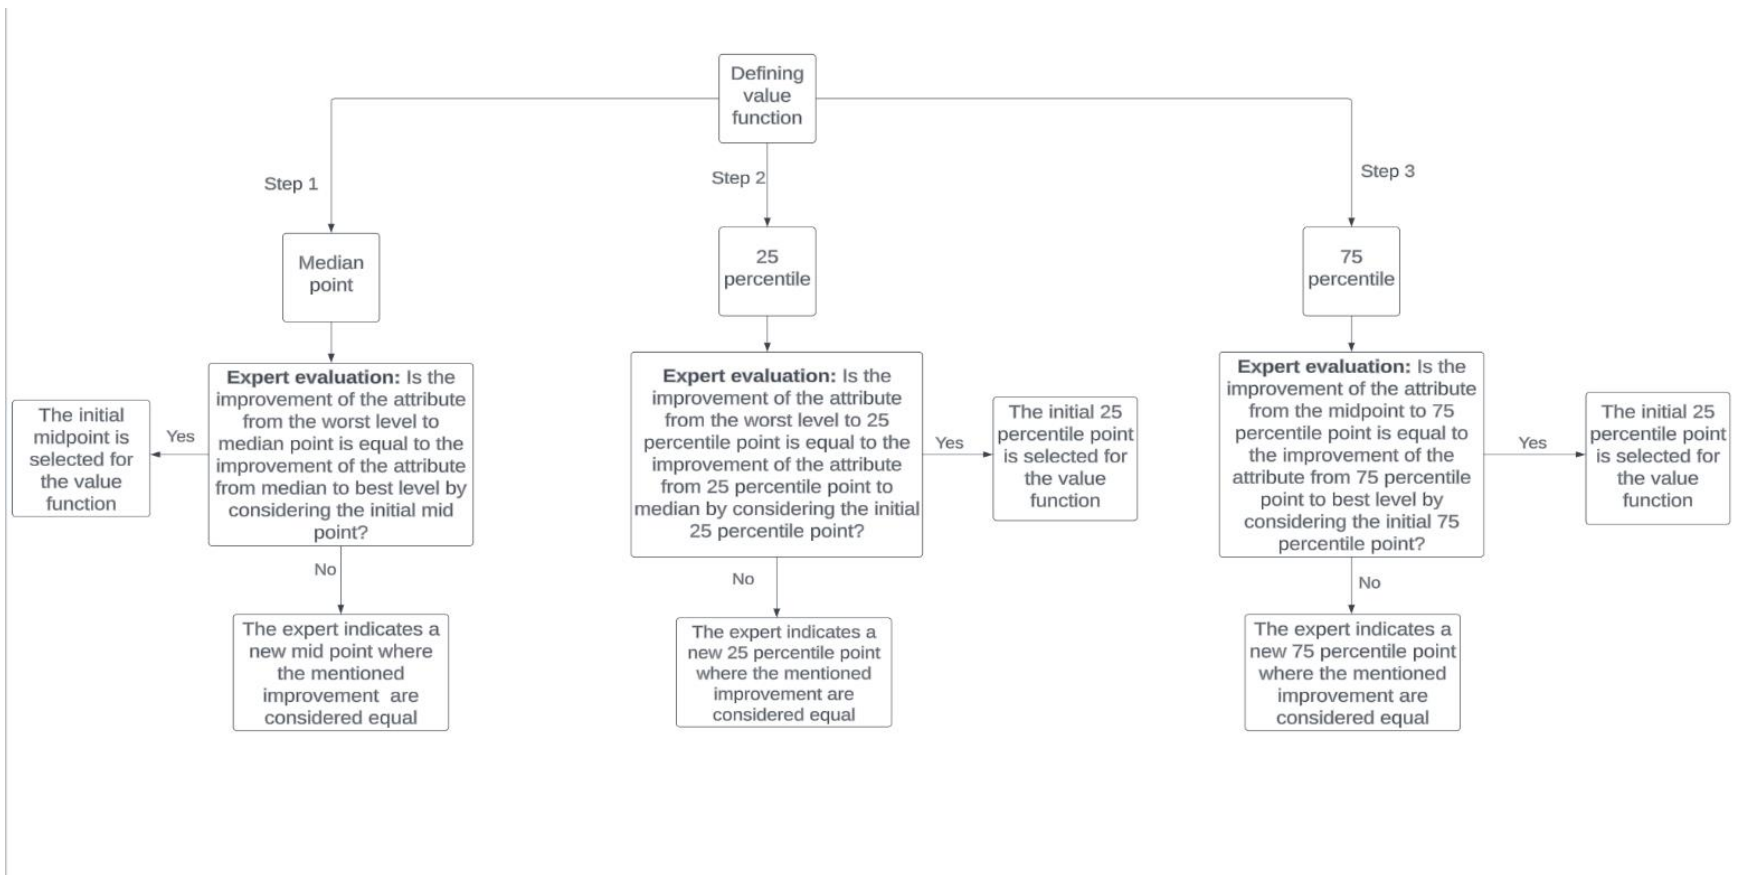 Defining
value
function
Step 1
Step 2
Step 3
Median
point
25
percentile
75
percentile
Expert evaluation: Is the
improvement of the attribute
from the worst level to
median point is equal to the
improvement of the attribute
from median to best level by
considering the initial mid
point?
Yes
The initial
midpoint is
selected for
the value
function
No
The expert indicates a
new mid point where
the mentioned
improvement are
considered equal
Expert evaluation: Is the
improvement of the attribute
from the worst level to 25
percentile point is equal to the
improvement of the attribute
from 25 percentile point to
median by considering the initial
25 percentile point?
Yes
The initial 25
percentile point
is selected for
the value
function
No
The expert indicates a
new 25 percentile point
where the mentioned
improvement are
considered equal
Expert evaluation: Is the
improvement of the attribute
from the midpoint to 75
percentile point is equal to
the improvement of the
attribute from 75 percentile
point to best level by
considering the initial 75
percentile point?
Yes
The initial 25
percentile point
is selected for
the value
function
No
The expert indicates a
new 75 percentile point
where the mentioned
improvement are
considered equal